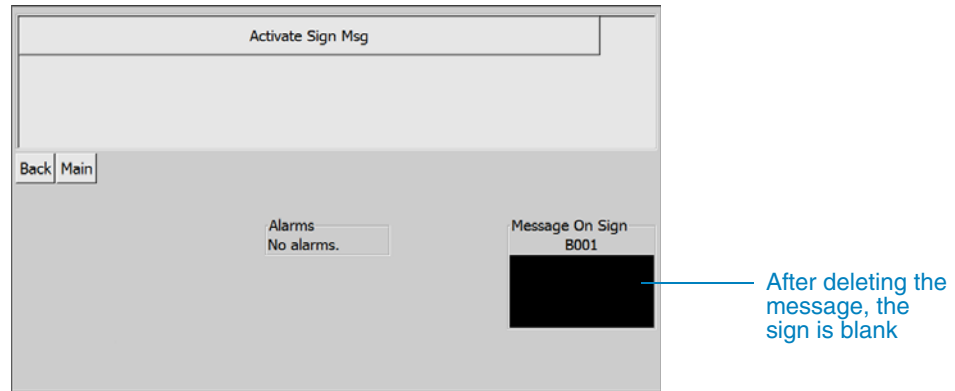 Activate Sign Msg
Back Main
Alarms
No alarms.
Message On Sign
B001
After deleting the
message, the
sign is blank